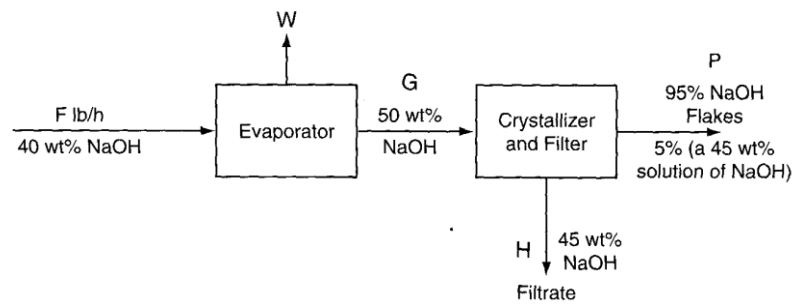 W
F lb/h
40 wt% NaOH
Evaporator
G
50 wt%
NaOH
Crystallizer
and Filter
P
95% NaOH
Flakes
5% (a 45 wt%
solution of NaOH)
H
45 wt%
NaOH
Filtrate